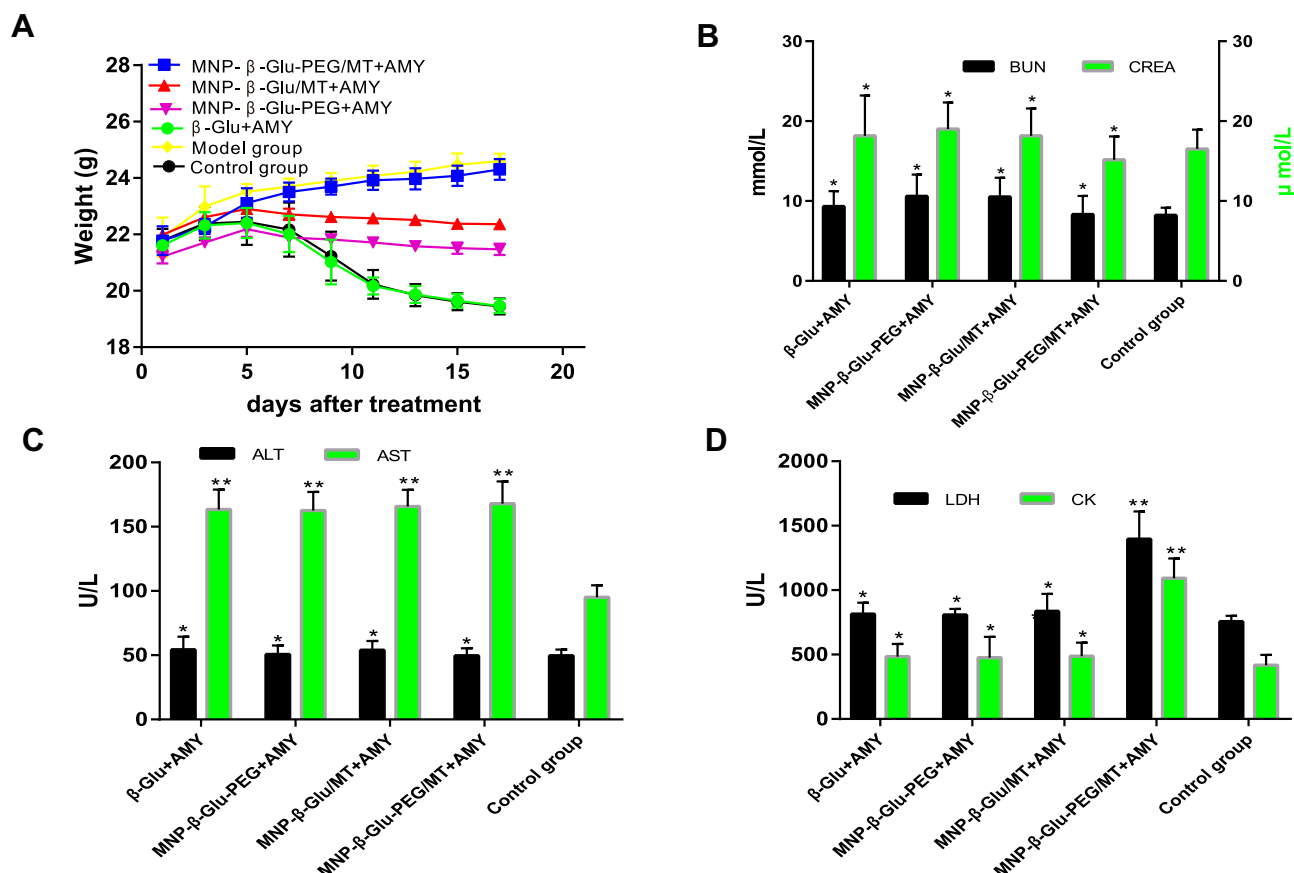 A
28
26
24
22
20
18
Weight (g)
MNP- β-Glu-PEG/MT+AMY
MNP- β-Glu/MT+AMY
MNP- β-Glu-PEG+AMY
β-Glu+AMY
Model group
Control group
0 5 10 15 20
days after treatment
B
30
20
10
0
mmol/L
BUN CREA
* * * * * * * *
30
20
10
0
μ mol/L
β-Glu+AMY
MNP-β-Glu-PEG+AMY
MNP-β-Glu/MT+AMY
MNP-β-Glu-PEG/MT+AMY
Control group
C
ALT AST
200
150
100
50
0
U/L
** ** ** **
* * * *
β-Glu+AMY
MNP-β-Glu-PEG+AMY
MNP-β-Glu/MT+AMY
MNP-β-Glu-PEG/MT+AMY
Control group
D
2000
1500
1000
500
0
U/L
LDH CK
* * * * * * ** **
β-Glu+AMY
MNP-β-Glu-PEG+AMY
MNP-β-Glu/MT+AMY
MNP-β-Glu-PEG/MT+AMY
Control group